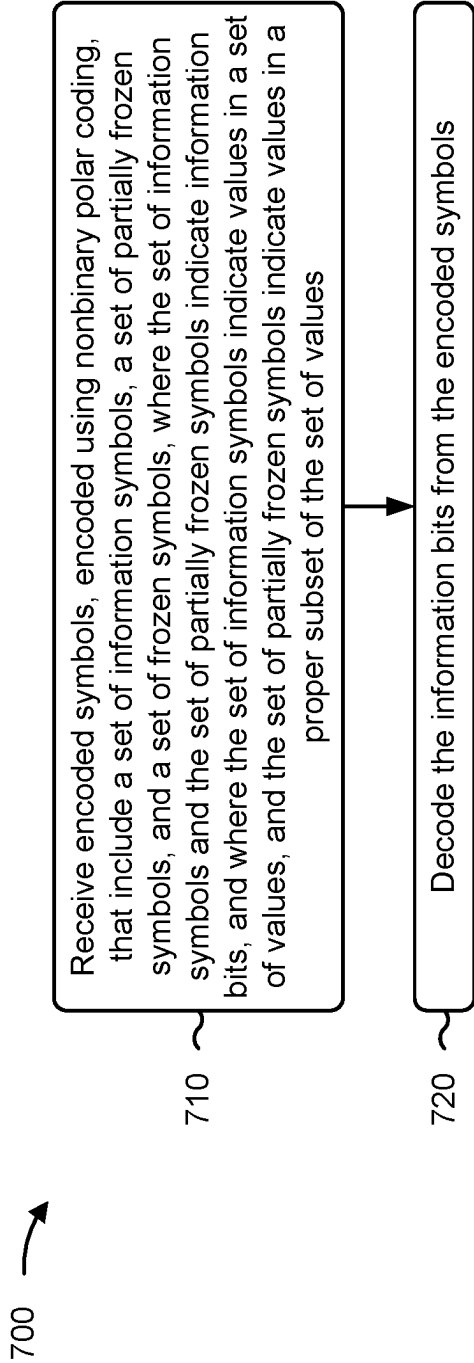 700
710
Receive encoded symbols, encoded using nonbinary polar coding,
that include a set of information symbols, a set of partially frozen
symbols, and a set of frozen symbols, where the set of information
symbols and the set of partially frozen symbols indicate information
bits, and where the set of information symbols indicate values in a set
of values, and the set of partially frozen symbols indicate values in a
proper subset of the set of values
720
Decode the information bits from the encoded symbols